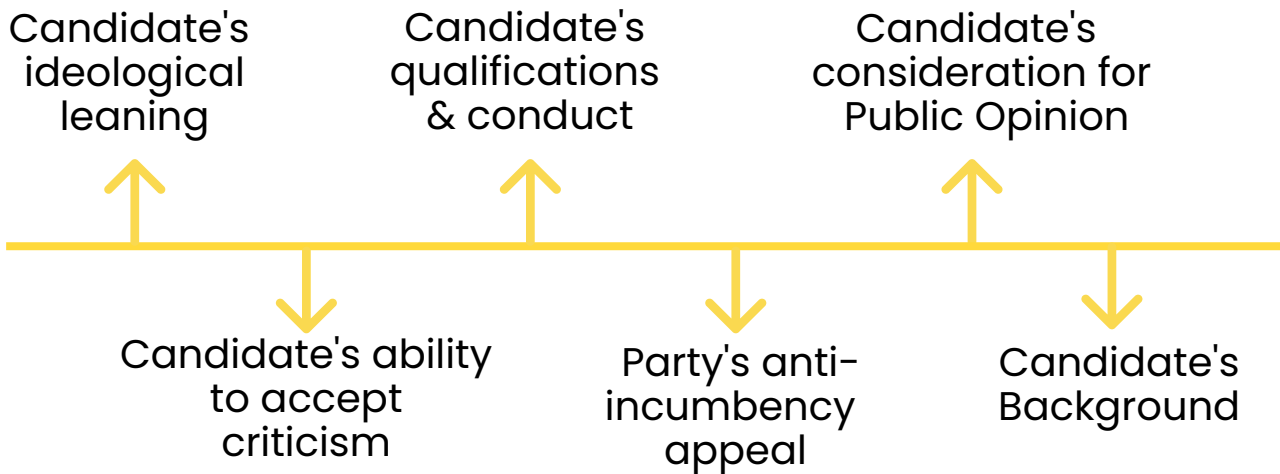 Candidate's
ideological
leaning
Candidate's
qualifications
& conduct
Candidate's
consideration for
Public Opinion
Candidate's ability
to accept
criticism
Party's anti-
incumbency
appeal
Candidate's
Background